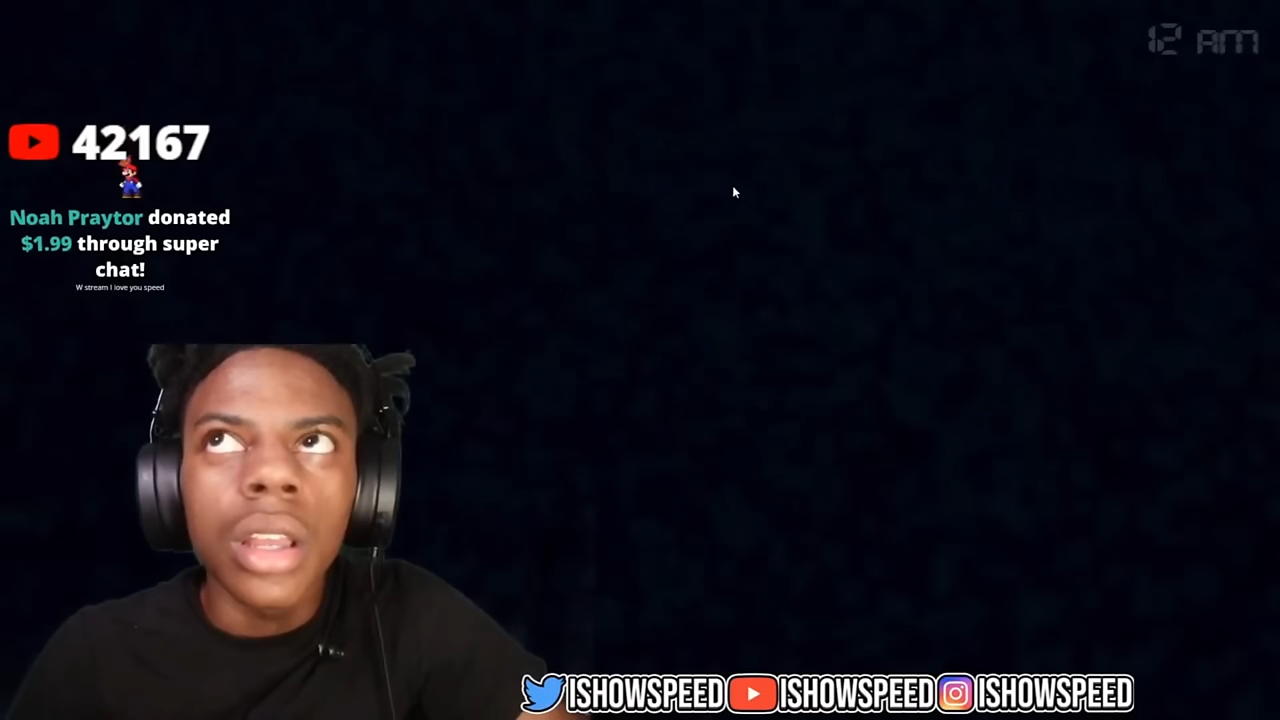 12 AM
42167
Noah Praytor donated
$1.99 through super
chat!
W stream I love you speed
ISHOWSPEED ISHOWSPEED ISHOWSPEED